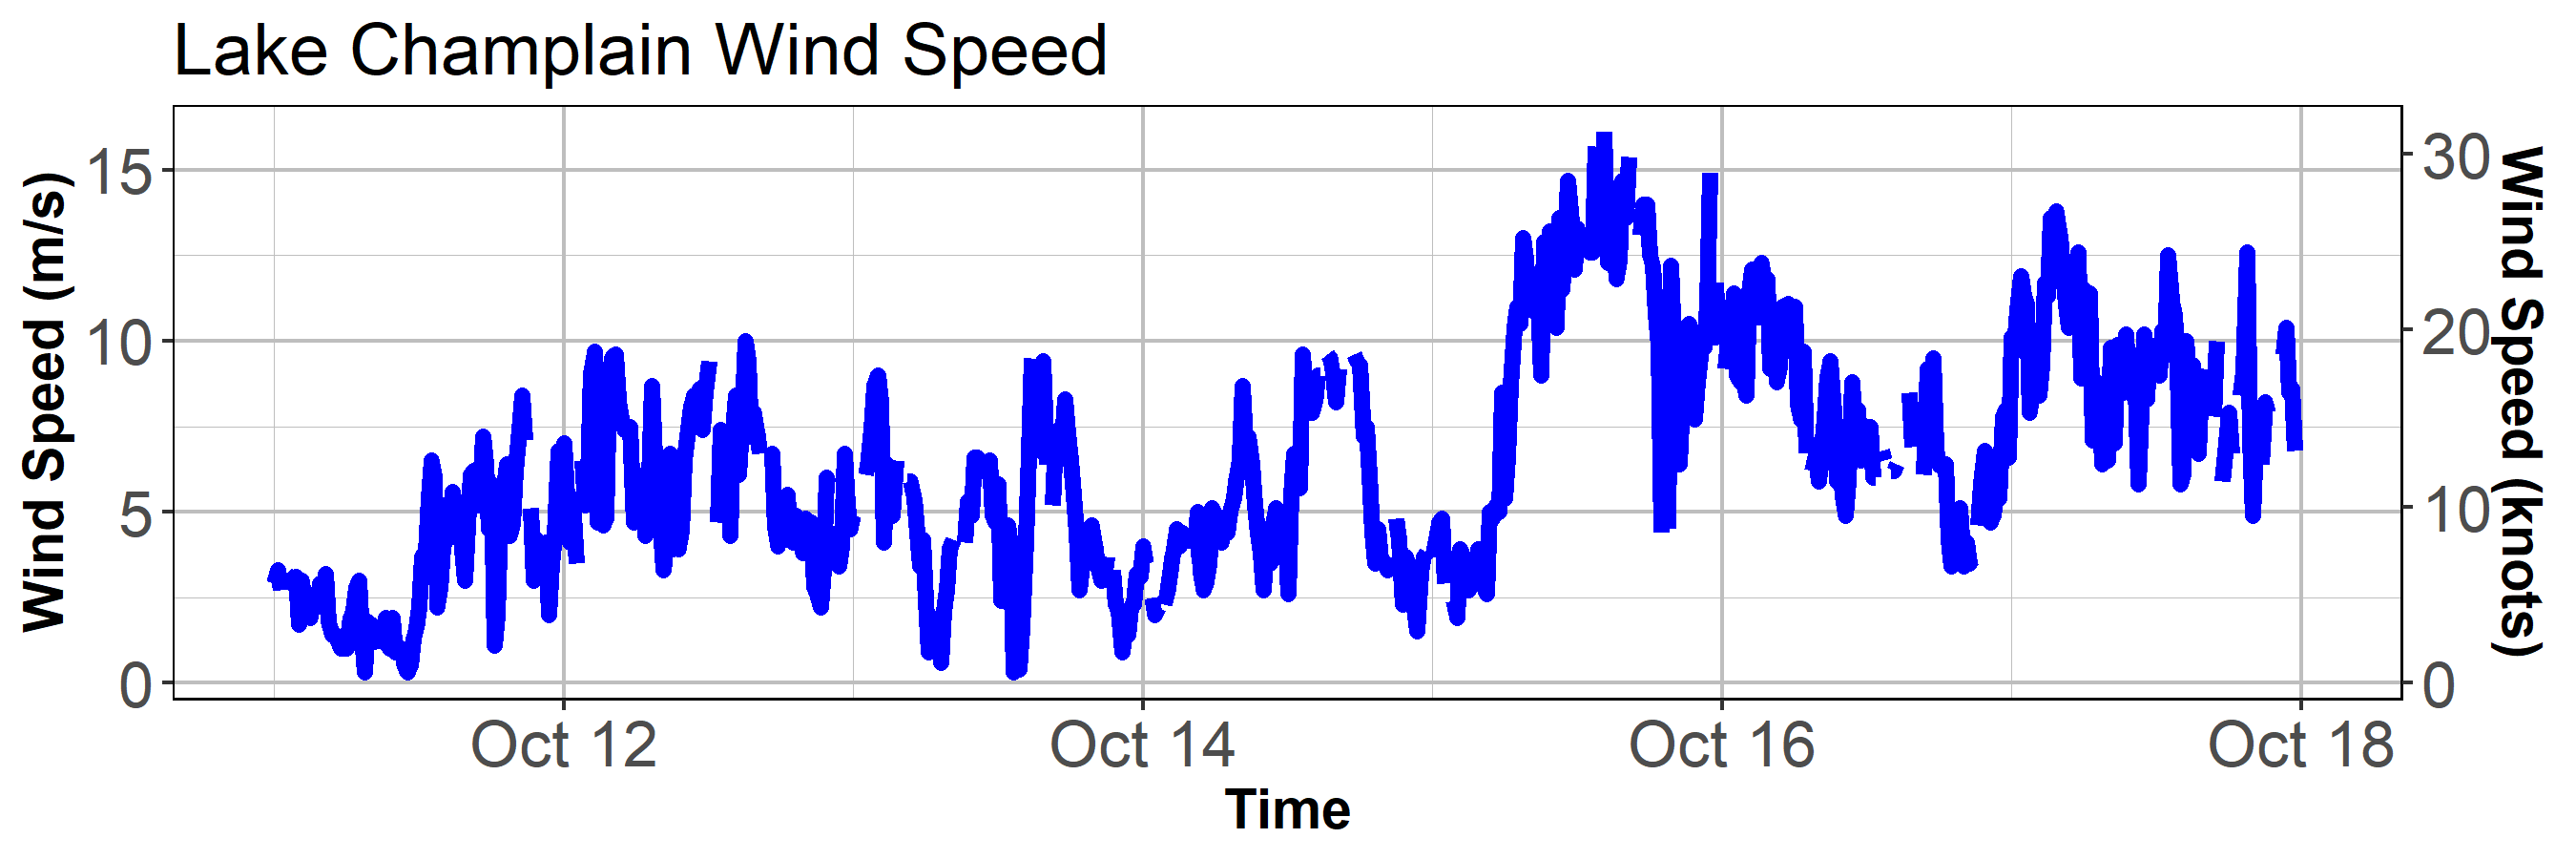 Lake Champlain Wind Speed
Wind Speed (m/s)
15
10
5
0
30
20
10
0
Wind Speed (knots)
Oct 12
Oct 14
Oct 16
Oct 18
Time